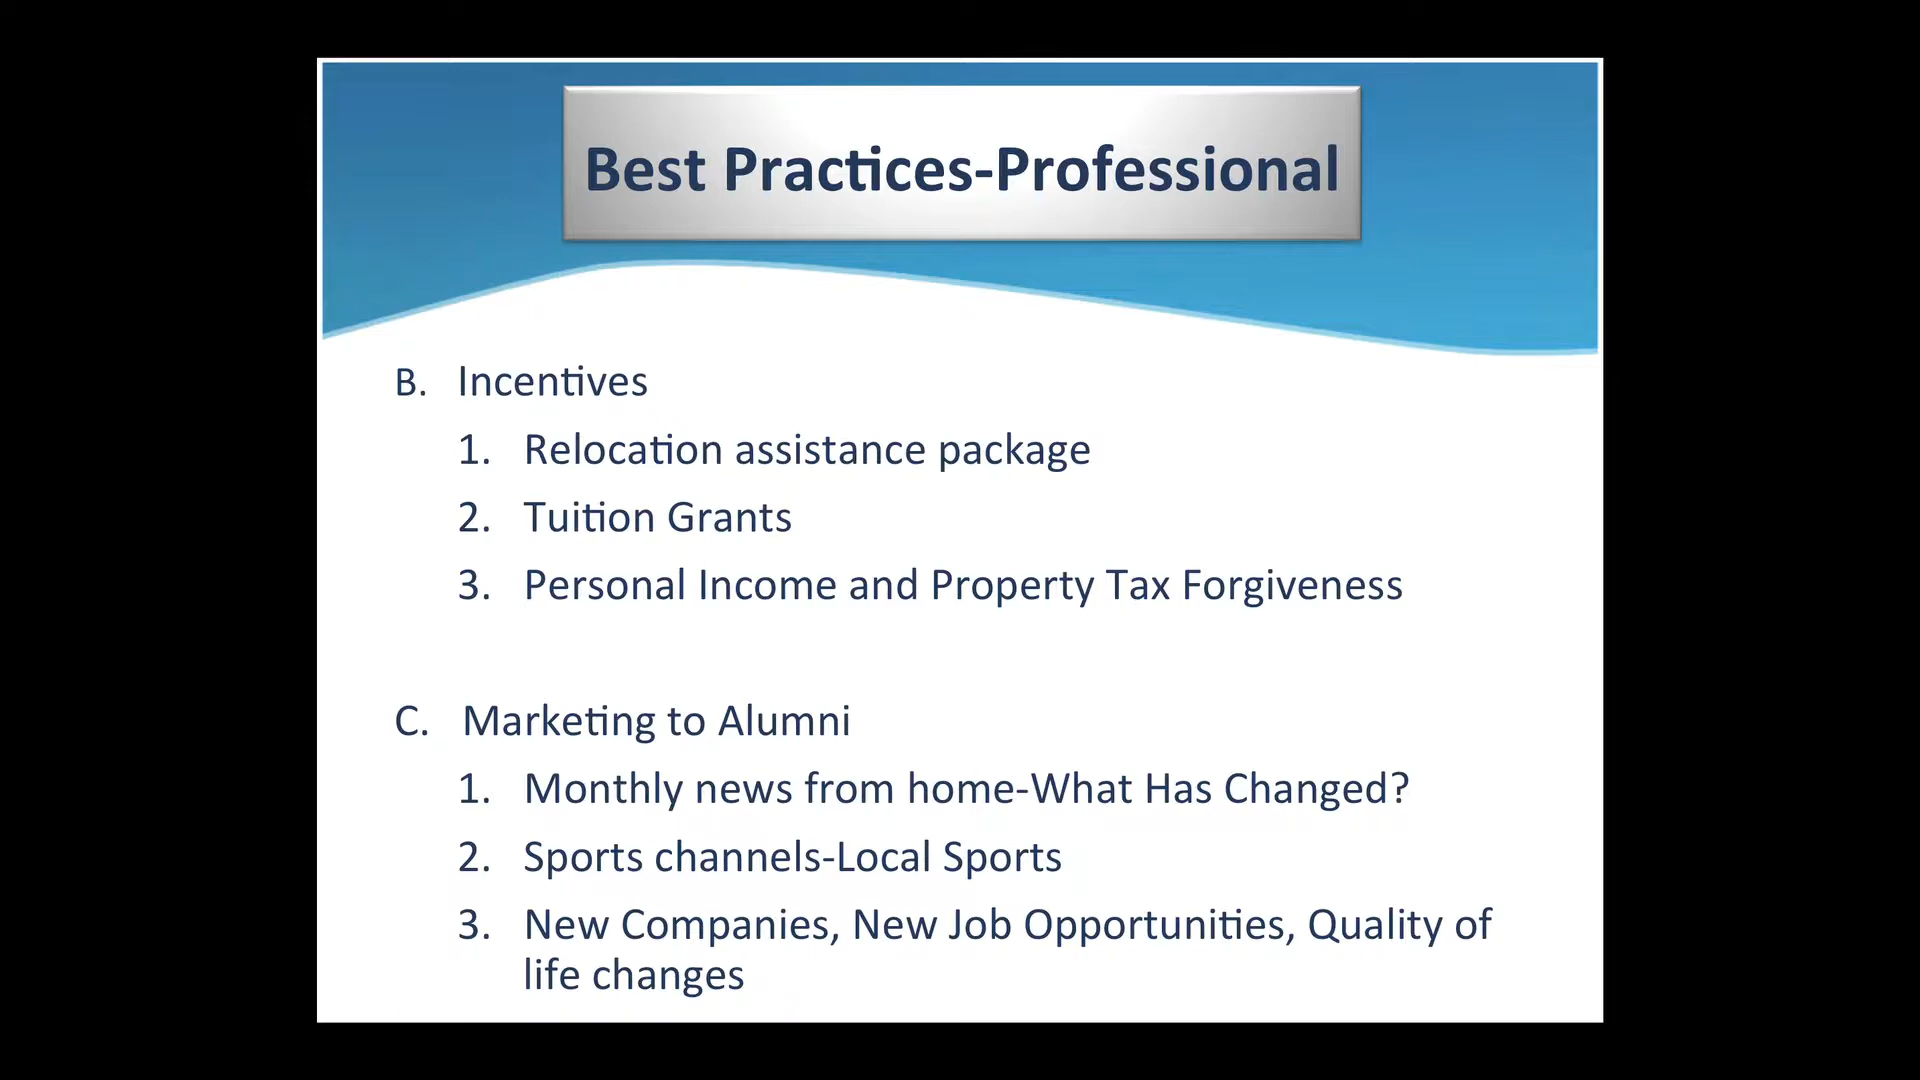 Best Practices-Professional
B. Incentives
1. Relocation assistance package
2. Tuition Grants
3. Personal Income and Property Tax Forgiveness
C. Marketing to Alumni
1. Monthly news from home-What Has Changed?
2. Sports channels-Local Sports
3. New Companies, New Job Opportunities, Quality of
life changes